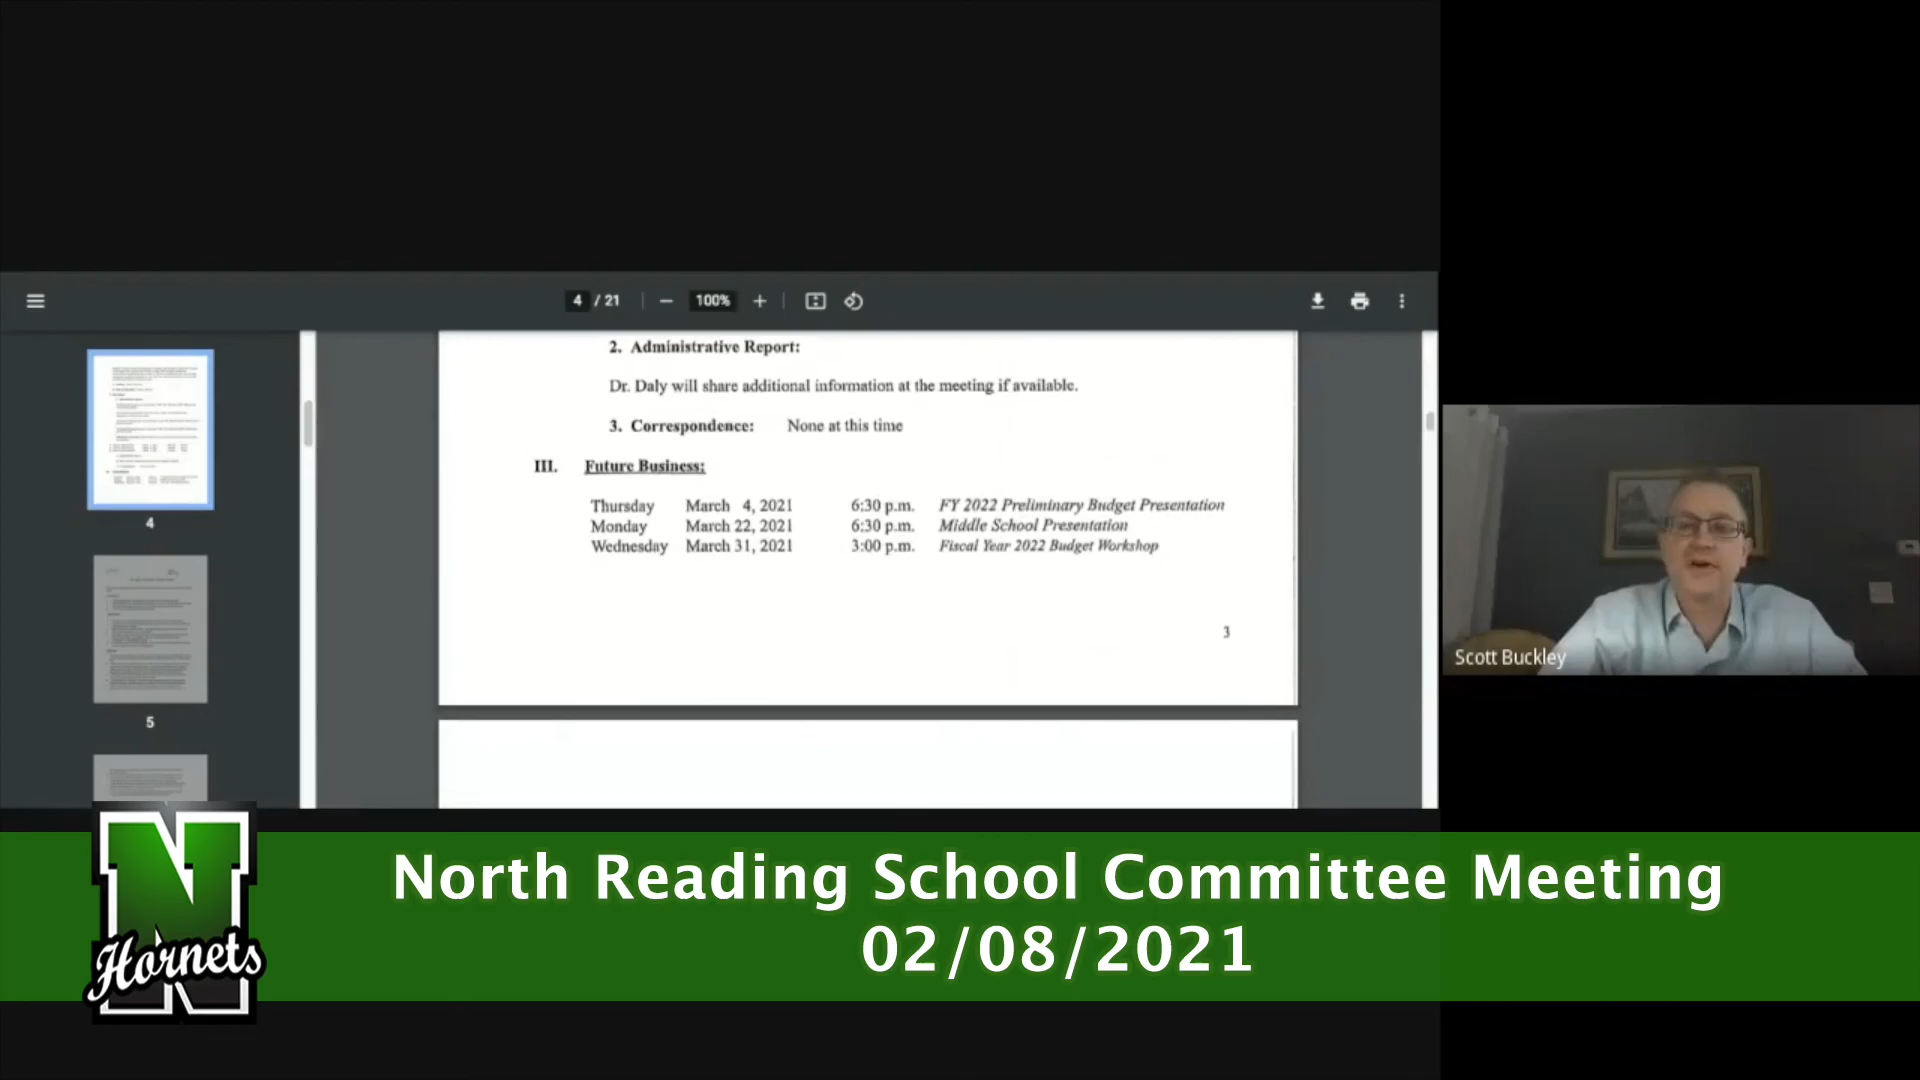 4 / 21
100%
2. Administrative Report:
Dr. Daly will share additional information at the meeting if available.
3. Correspondence: None at this time
III. Future Business:
Thursday March 4, 2021 6:30 p.m. FY 2022 Preliminary Budget Presentation
Monday March 22, 2021 6:30 p.m. Middle School Presentation
Wednesday March 31, 2021 3:00 p.m. Fiscal Year 2022 Budget Workshop
3
4
5
Scott Buckley
North Reading School Committee Meeting
02/08/2021
N
Hornets